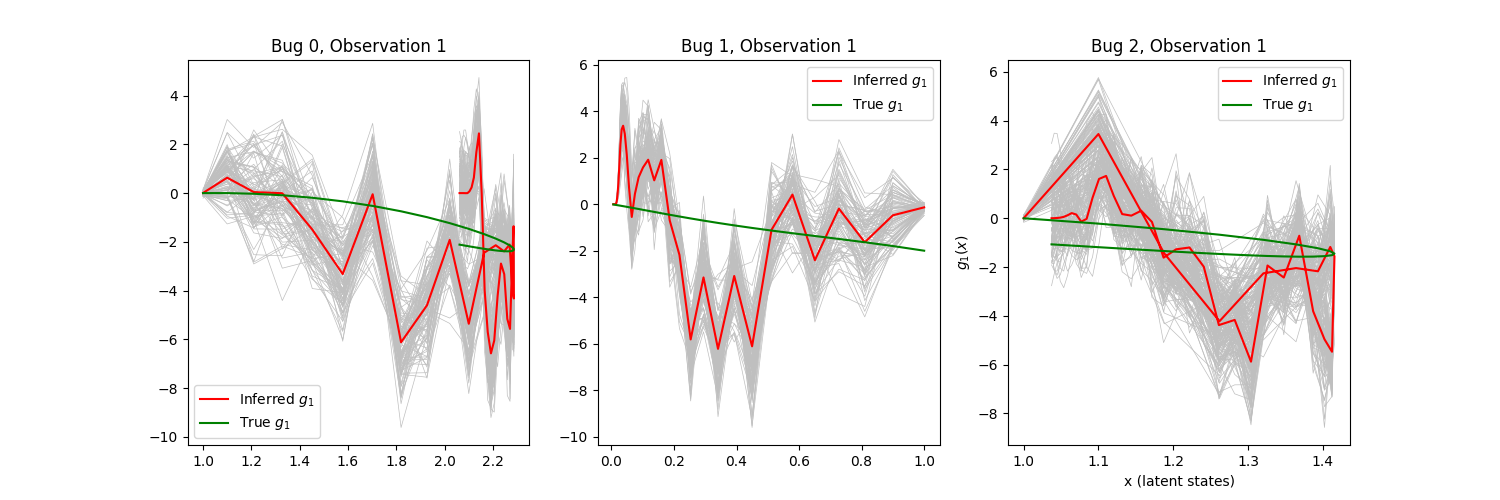 Bug 0, Observation 1
4
2
0
−2
−4
−6
−8
−10
1.0 1.2 1.4 1.6 1.8 2.0 2.2
Inferred g₁
True g₁
Bug 1, Observation 1
6
4
2
0
−2
−4
−6
−8
−10
0.0 0.2 0.4 0.6 0.8 1.0
Inferred g₁
True g₁
Bug 2, Observation 1
g₁(x)
6
4
2
0
−2
−4
−6
−8
1.0 1.1 1.2 1.3 1.4
x (latent states)
Inferred g₁
True g₁